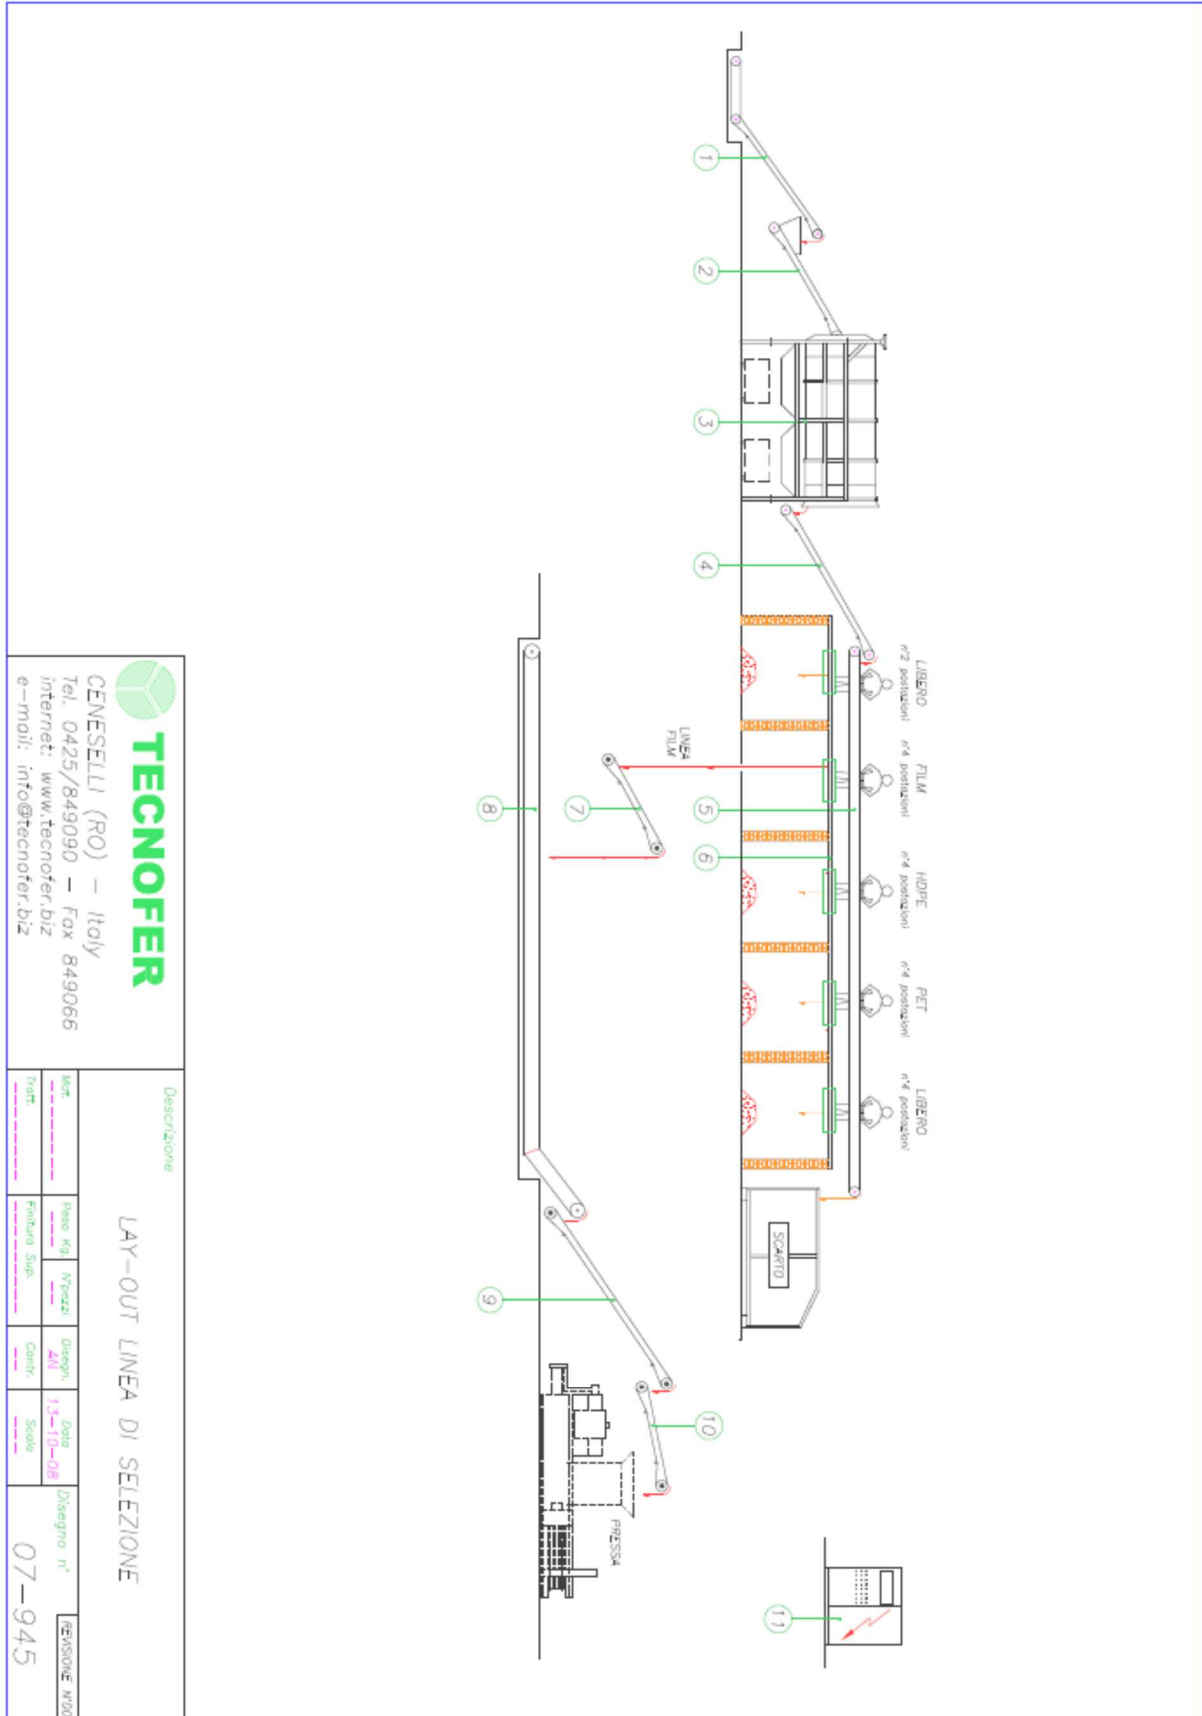 LIBERO
n°2 postazioni
FILM
n°4 postazioni
HDPE
n°4 postazioni
PET
n°4 postazioni
LIBERO
n°4 postazioni
1
2
3
4
5
6
SCARTO
LINEA
FILM
7
8
9
10
PRESSA
11
TECNOFER
CENESELLI (RO) – Italy
Tel. 0425/849090 – Fax 849066
internet: www.tecnofer.biz
e-mail: info@tecnofer.biz
Descrizione
LAY-OUT LINEA DI SELEZIONE
Mat.
Peso Kg.
N°pezzi
Disegn.
AN
Data
13-10-08
Disegno n°
REVISIONE N°00
Tratt.
Finitura Sup.
Contr.
Scala
07-945